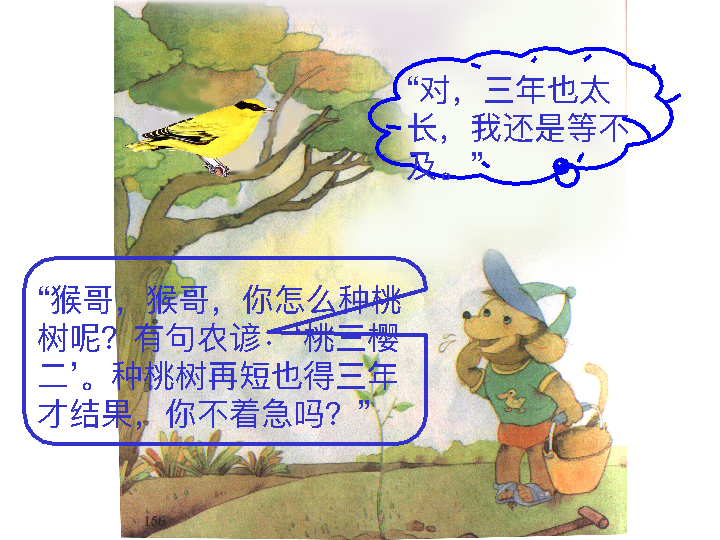 “对，三年也太
长，我还是等不
及。”
“猴哥，猴哥，你怎么种桃
树呢？有句农谚：‘桃三樱
二’。种桃树再短也得三年
才结果，你不着急吗？”
156